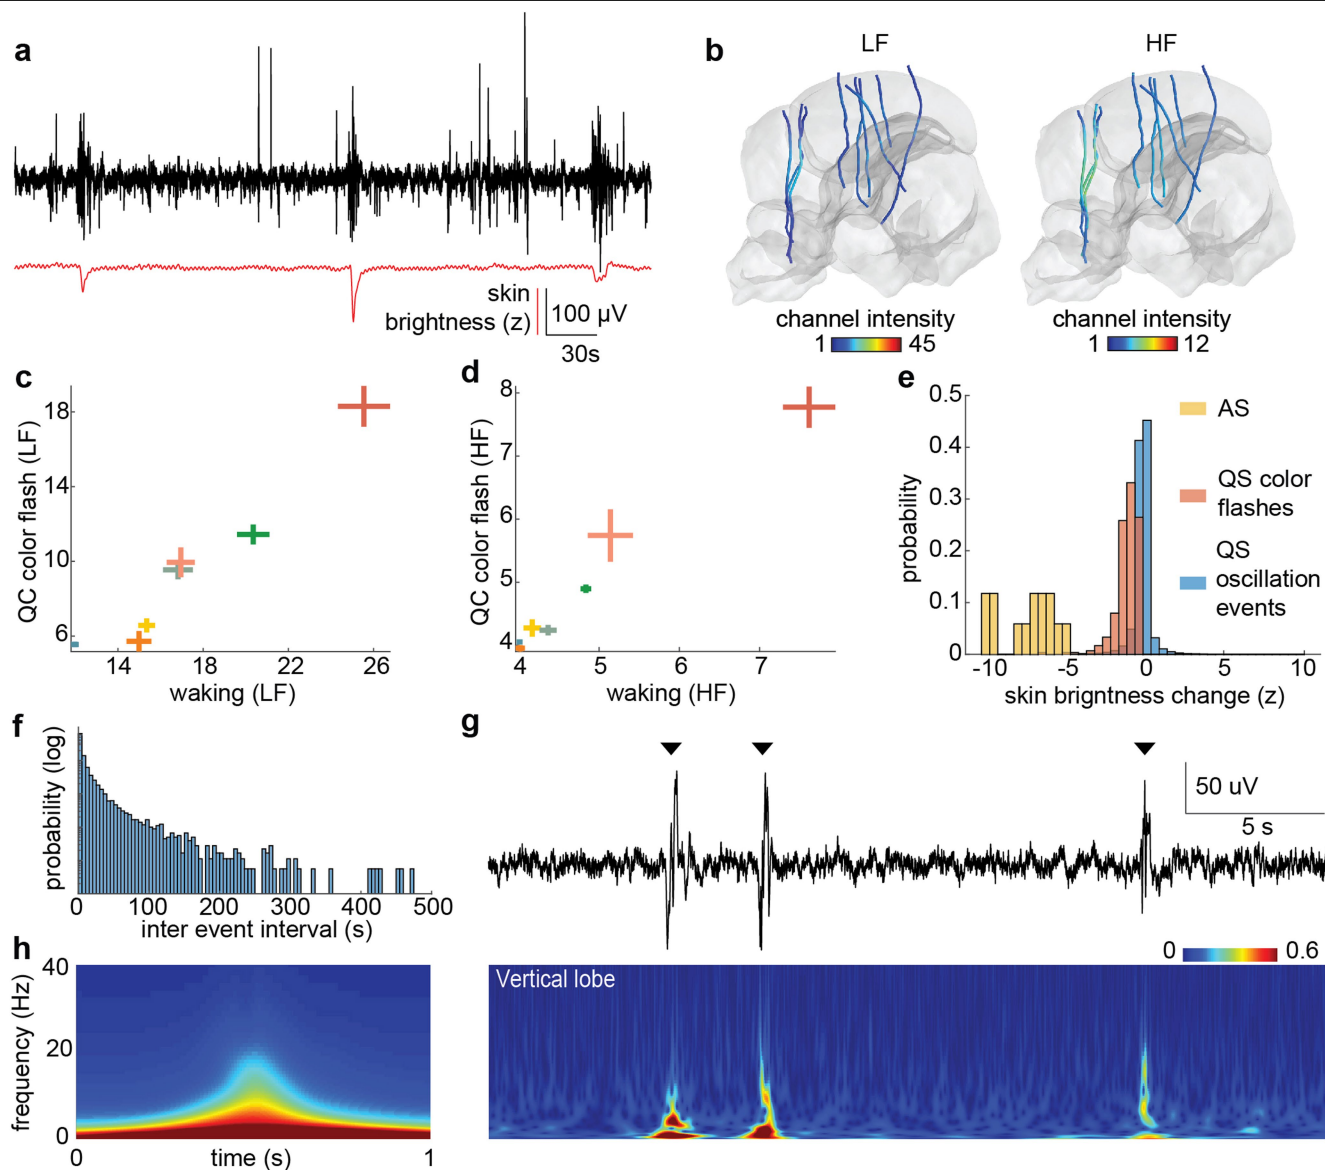 a
skin
brightness (z)
100 µV
30s
b
LF
HF
channel intensity
1 45
channel intensity
1 12
c
QC color flash (LF)
18
14
10
6
14 18 22 26
waking (LF)
d
QC color flash (HF)
8
7
6
5
4
4 5 6 7
waking (HF)
e
probability
0.5
0.4
0.3
0.2
0.1
0
-10 -5 0 5 10
skin brigntness change (z)
AS
QS color
flashes
QS
oscillation
events
f
probability (log)
0 100 200 300 400 500
inter event interval (s)
g
50 uV
5 s
0 0.6
Vertical lobe
h
frequency (Hz)
40
20
0
0 1
time (s)